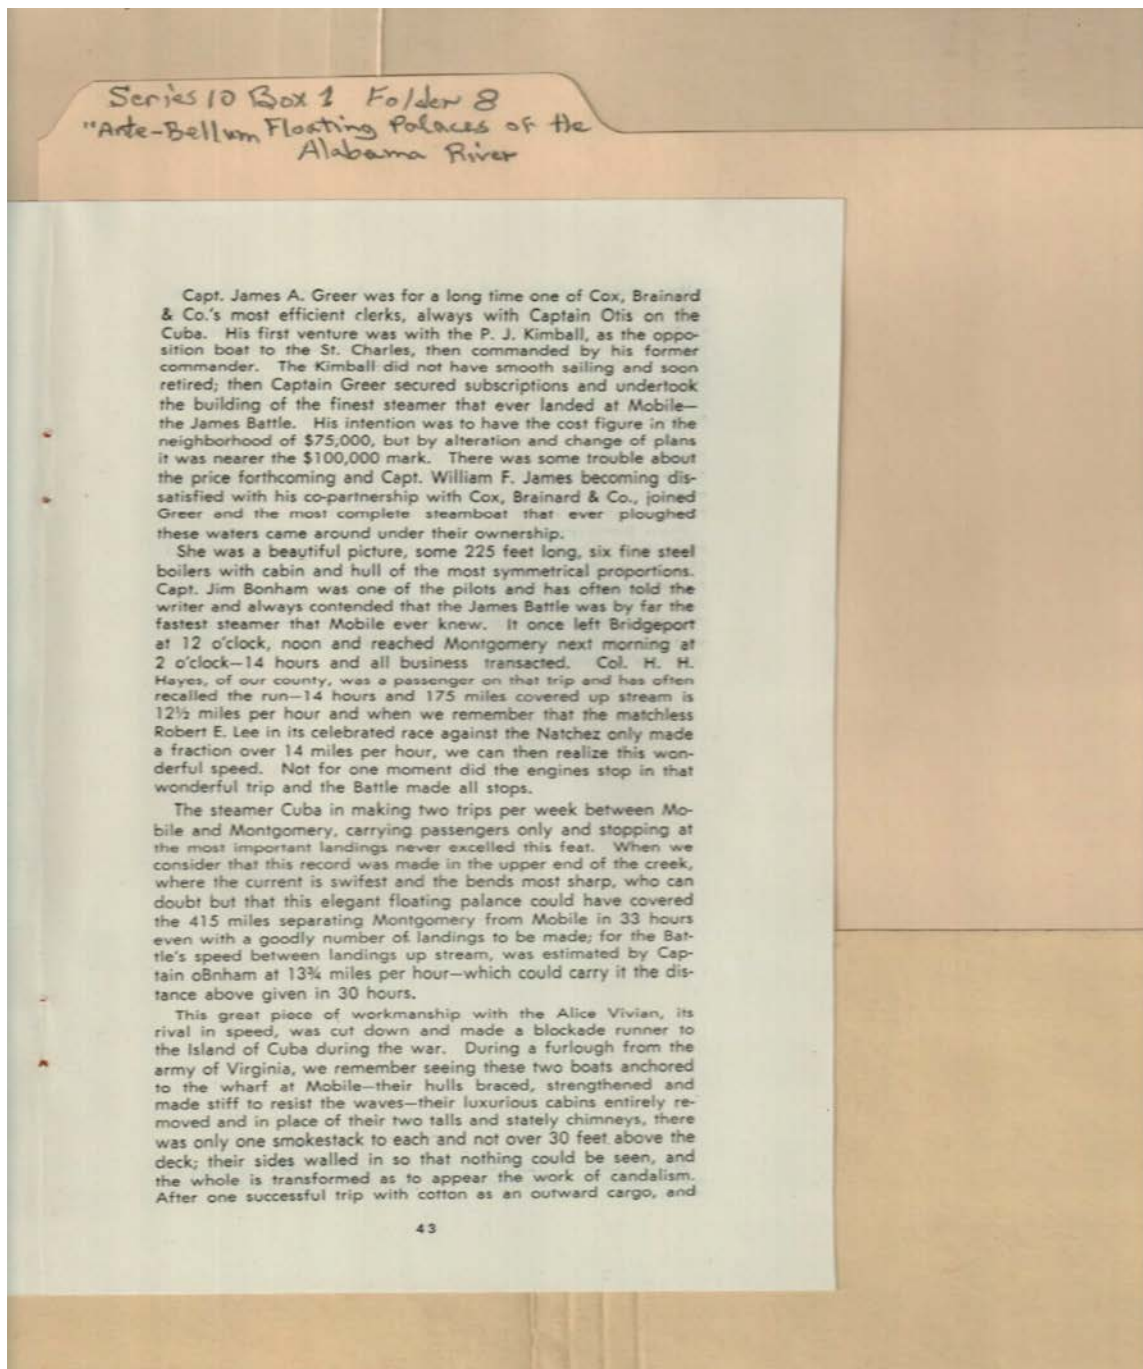 Series 10 Box 1 Folder 8
"Ante-Bellum Floating Palaces of the
Alabama River
Capt. James A. Greer was for a long time one of Cox, Brainard
& Co.'s most efficient clerks, always with Captain Otis on the
Cuba. His first venture was with the P. J. Kimball, as the oppo-
sition boat to the St. Charles, then commanded by his former
commander. The Kimball did not have smooth sailing and soon
retired; then Captain Greer secured subscriptions and undertook
the building of the finest steamer that ever landed at Mobile—
the James Battle. His intention was to have the cost figure in the
neighborhood of $75,000, but by alteration and change of plans
it was nearer the $100,000 mark. There was some trouble about
the price forthcoming and Capt. William F. James becoming dis-
satisfied with his co-partnership with Cox, Brainard & Co., joined
Greer and the most complete steamboat that ever ploughed
these waters came around under their ownership.
She was a beautiful picture, some 225 feet long, six fine steel
boilers with cabin and hull of the most symmetrical proportions.
Capt. Jim Bonham was one of the pilots and has often told the
writer and always contended that the James Battle was by far the
fastest steamer that Mobile ever knew. It once left Bridgeport
at 12 o'clock, noon and reached Montgomery next morning at
2 o'clock—14 hours and all business transacted. Col. H. H.
Hayes, of our county, was a passenger on that trip and has often
recalled the run—14 hours and 175 miles covered up stream is
12½ miles per hour and when we remember that the matchless
Robert E. Lee in its celebrated race against the Natchez only made
a fraction over 14 miles per hour, we can then realize this won-
derful speed. Not for one moment did the engines stop in that
wonderful trip and the Battle made all stops.
The steamer Cuba in making two trips per week between Mo-
bile and Montgomery, carrying passengers only and stopping at
the most important landings never excelled this feat. When we
consider that this record was made in the upper end of the creek,
where the current is swifest and the bends most sharp, who can
doubt but that this elegant floating palance could have covered
the 415 miles separating Montgomery from Mobile in 33 hours
even with a goodly number of landings to be made; for the Bat-
tle's speed between landings up stream, was estimated by Cap-
tain oBnham at 13¾ miles per hour—which could carry it the dis-
tance above given in 30 hours.
This great piece of workmanship with the Alice Vivian, its
rival in speed, was cut down and made a blockade runner to
the Island of Cuba during the war. During a furlough from the
army of Virginia, we remember seeing these two boats anchored
to the wharf at Mobile—their hulls braced, strengthened and
made stiff to resist the waves—their luxurious cabins entirely re-
moved and in place of their two talls and stately chimneys, there
was only one smokestack to each and not over 30 feet above the
deck; their sides walled in so that nothing could be seen, and
the whole is transformed as to appear the work of candalism.
After one successful trip with cotton as an outward cargo, and
43